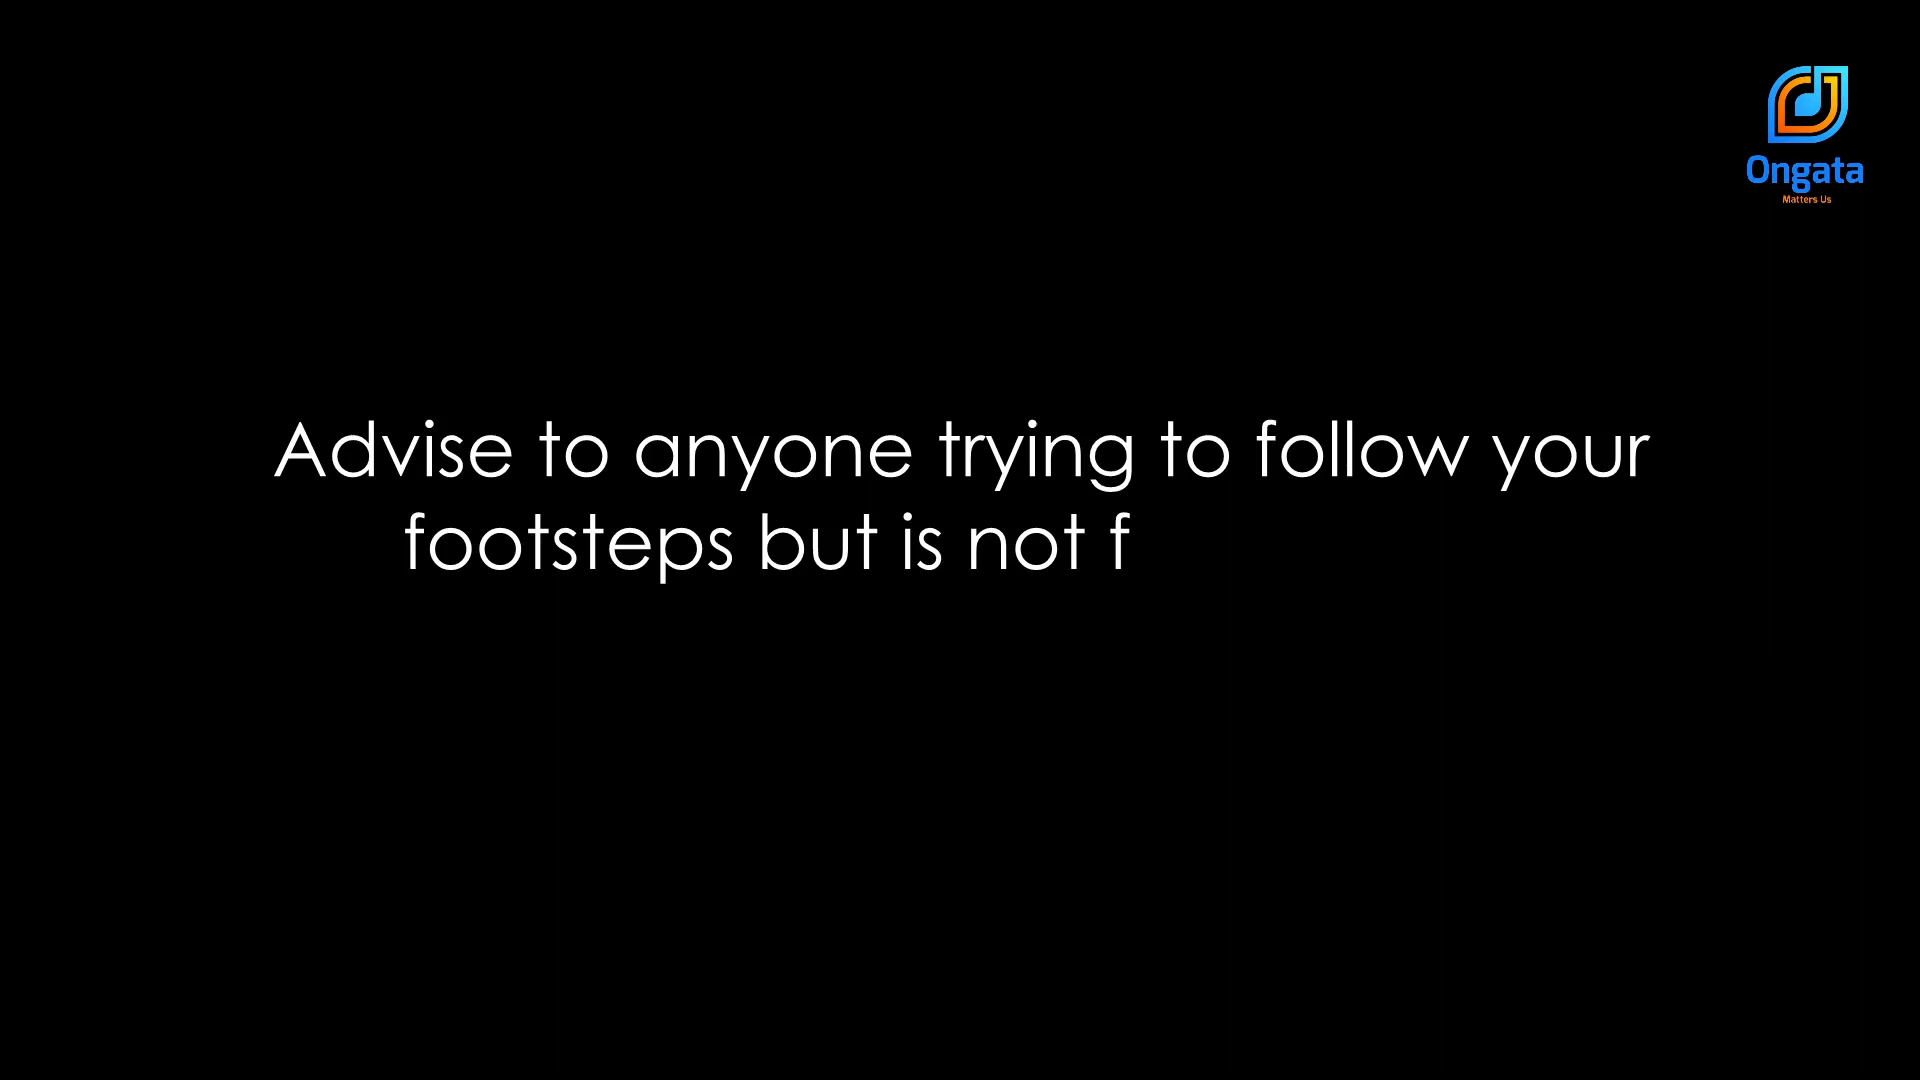 Ongata
Matters Us
Advise to anyone trying to follow your
footsteps but is not f